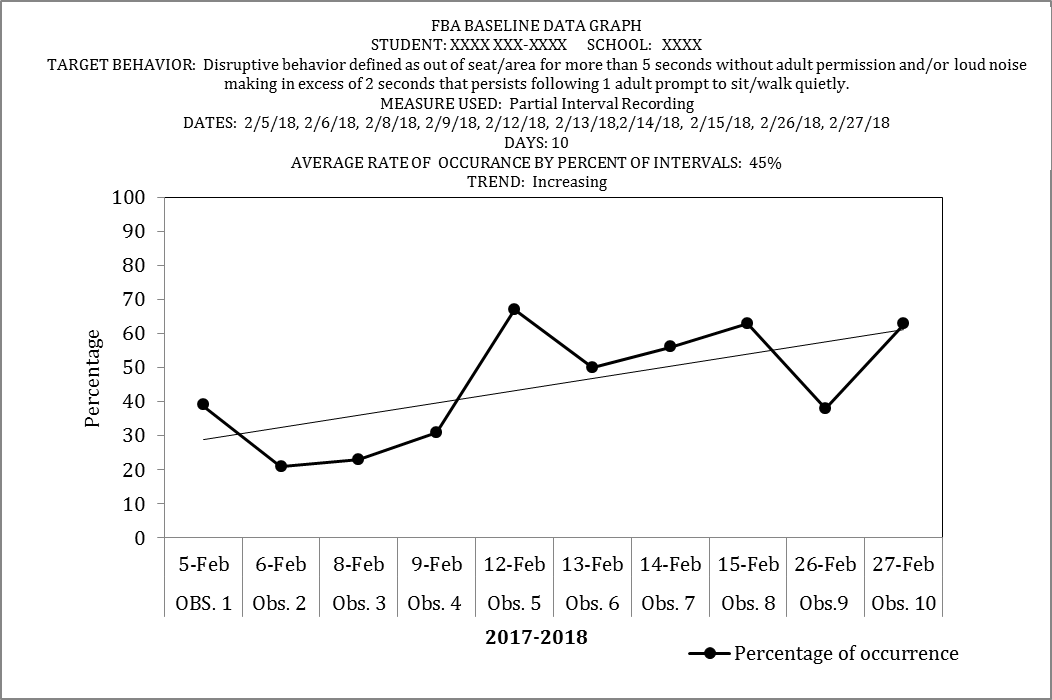 FBA BASELINE DATA GRAPH
STUDENT: XXXX XXX-XXXX SCHOOL: XXXX
TARGET BEHAVIOR: Disruptive behavior defined as out of seat/area for more than 5 seconds without adult permission and/or loud noise
making in excess of 2 seconds that persists following 1 adult prompt to sit/walk quietly.
MEASURE USED: Partial Interval Recording
DATES: 2/5/18, 2/6/18, 2/8/18, 2/9/18, 2/12/18, 2/13/18,2/14/18, 2/15/18, 2/26/18, 2/27/18
DAYS: 10
AVERAGE RATE OF OCCURANCE BY PERCENT OF INTERVALS: 45%
TREND: Increasing
Percentage
100
90
80
70
60
50
40
30
20
10
0
5-Feb 6-Feb 8-Feb 9-Feb 12-Feb 13-Feb 14-Feb 15-Feb 26-Feb 27-Feb
OBS. 1 Obs. 2 Obs. 3 Obs. 4 Obs. 5 Obs. 6 Obs. 7 Obs. 8 Obs.9 Obs. 10
2017-2018
Percentage of occurrence